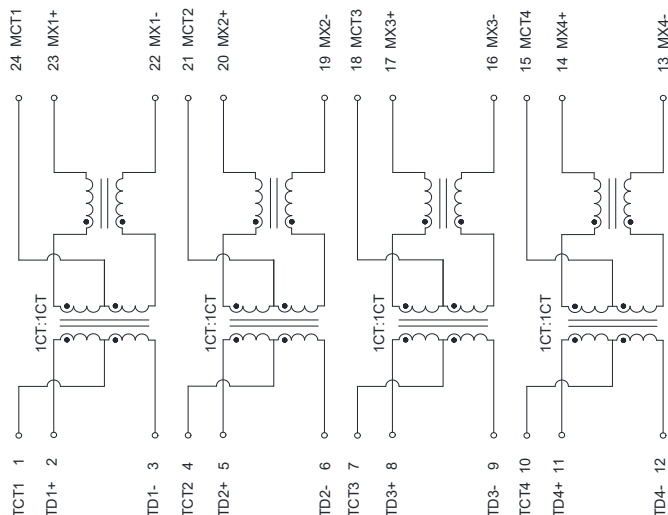 24 MCT1
23 MX1+
22 MX1-
21 MCT2
20 MX2+
19 MX2-
18 MCT3
17 MX3+
16 MX3-
15 MCT4
14 MX4+
13 MX4-
1CT:1CT
1CT:1CT
1CT:1CT
1CT:1CT
TCT1 1
TD1+ 2
TD1- 3
TCT2 4
TD2+ 5
TD2- 6
TCT3 7
TD3+ 8
TD3- 9
TCT4 10
TD4+ 11
TD4- 12